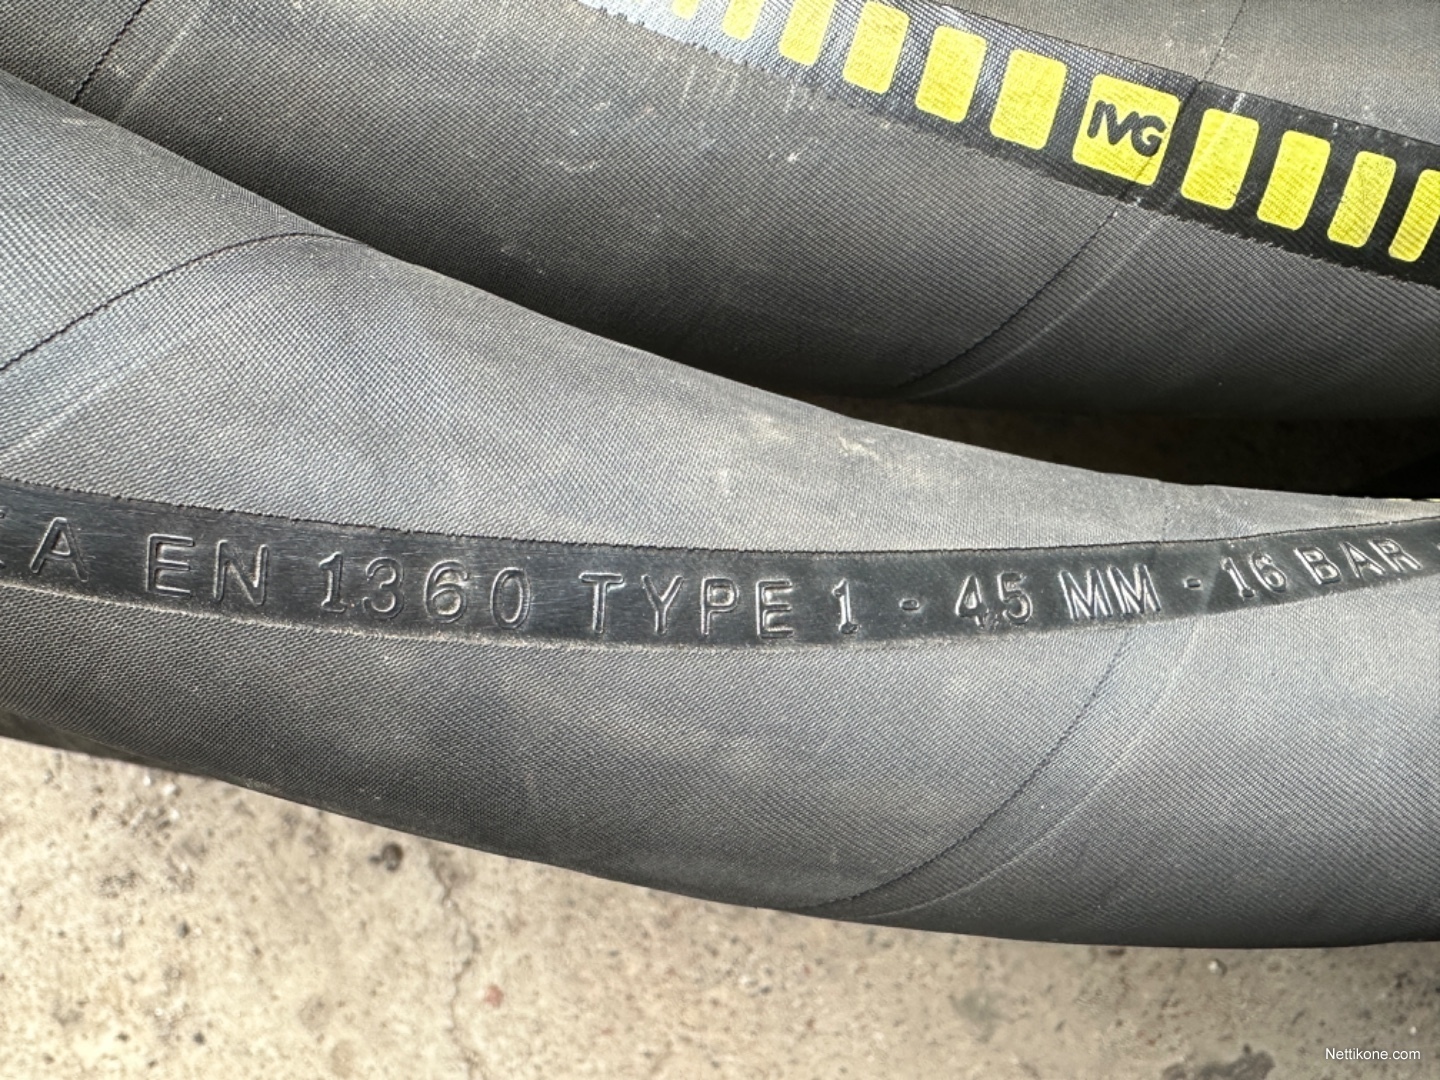 IVG
A EN 1360 TYPE 1 - 45 MM - 16 BAR -
Nettikone.com